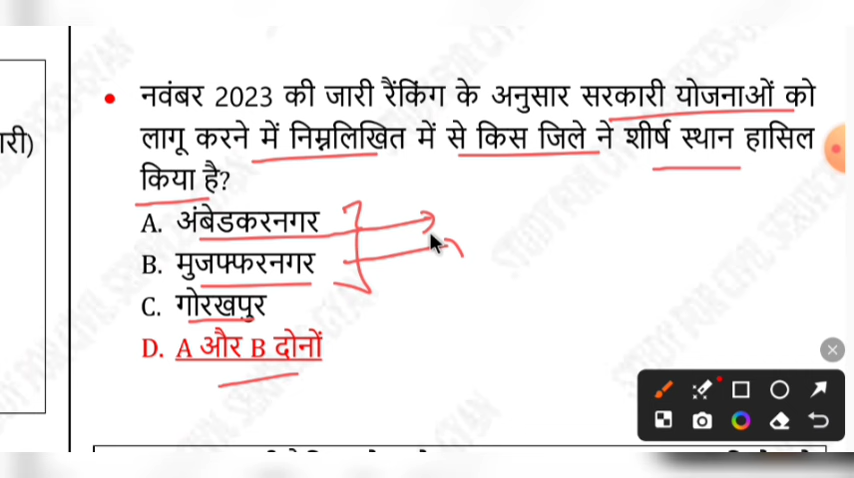 नवंबर 2023 की जारी रैंकिंग के अनुसार सरकारी योजनाओं को
लागू करने में निम्नलिखित में से किस जिले ने शीर्ष स्थान हासिल
किया है?
A. अंबेडकरनगर
B. मुजफ्फरनगर
C. गोरखपुर
D. A और B दोनों